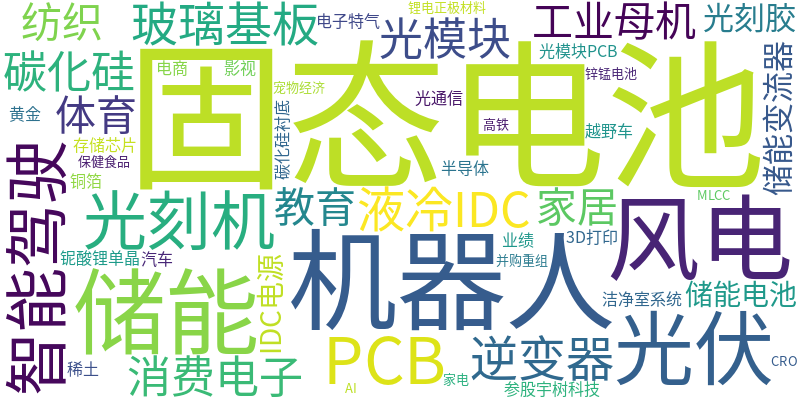 纺织
玻璃基板
电子特气
锂电正极材料
光模块
工业母机
光刻胶
碳化硅
电商
影视
固态电池
宠物经济
光模块PCB
锌锰电池
储能变流器
黄金
体育
碳化硅衬底
光通信
高铁
越野车
存储芯片
保健食品
铜箔
半导体
智能驾驶
光刻机
教育
液冷IDC
家居
风电
MLCC
机器人
业绩
3D打印
并购重组
铌酸锂单晶
汽车
储能
IDC电源
洁净室系统
储能电池
稀土
消费电子
PCB
AI
家电
逆变器
参股宇树科技
光伏
CRO